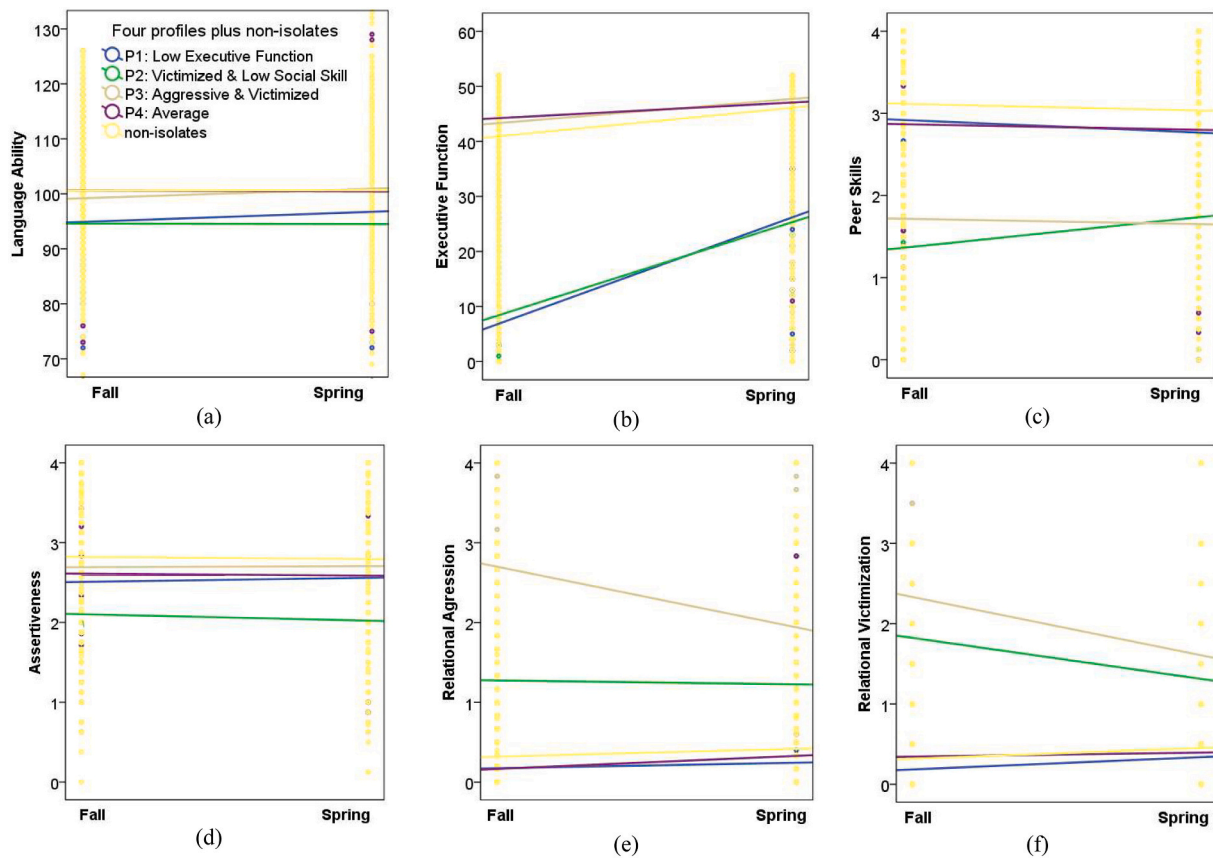 Four profiles plus non-isolates
P1: Low Executive Function
P2: Victimized & Low Social Skill
P3: Aggressive & Victimized
P4: Average
non-isolates
Language Ability
130
120
110
100
90
80
70
Fall Spring
(a)
Executive Function
60
50
40
30
20
10
0
Fall Spring
(b)
Peer Skills
4
3
2
1
0
Fall Spring
(c)
Assertiveness
4
3
2
1
0
Fall Spring
(d)
Relational Agression
4
3
2
1
0
Fall Spring
(e)
Relational Victimization
4
3
2
1
0
Fall Spring
(f)